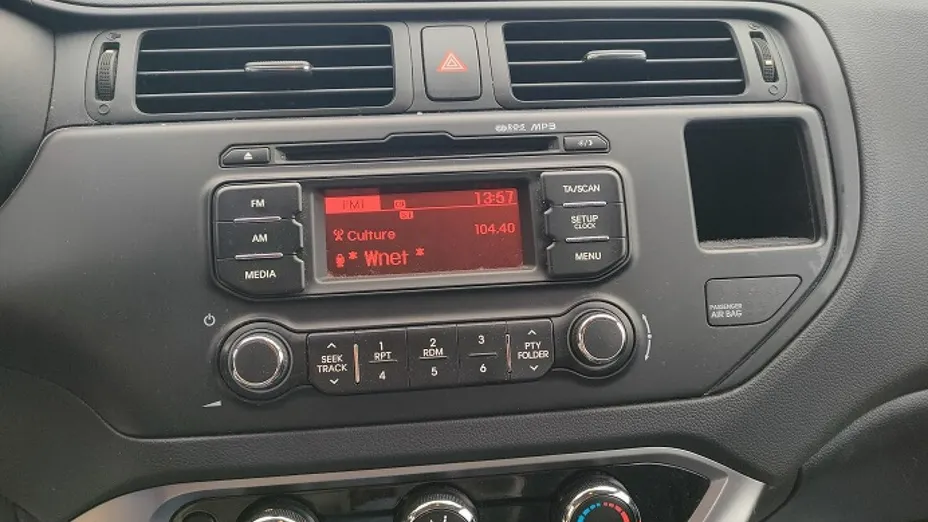 RDS MP3
FM
AM
MEDIA
FM1
13:57
Culture
104.40
* Wnet *
TA/SCAN
SETUP
CLOCK
MENU
PASSENGER
AIR BAG
SEEK
TRACK
1
RPT
4
2
RDM
5
3
6
PTY
FOLDER